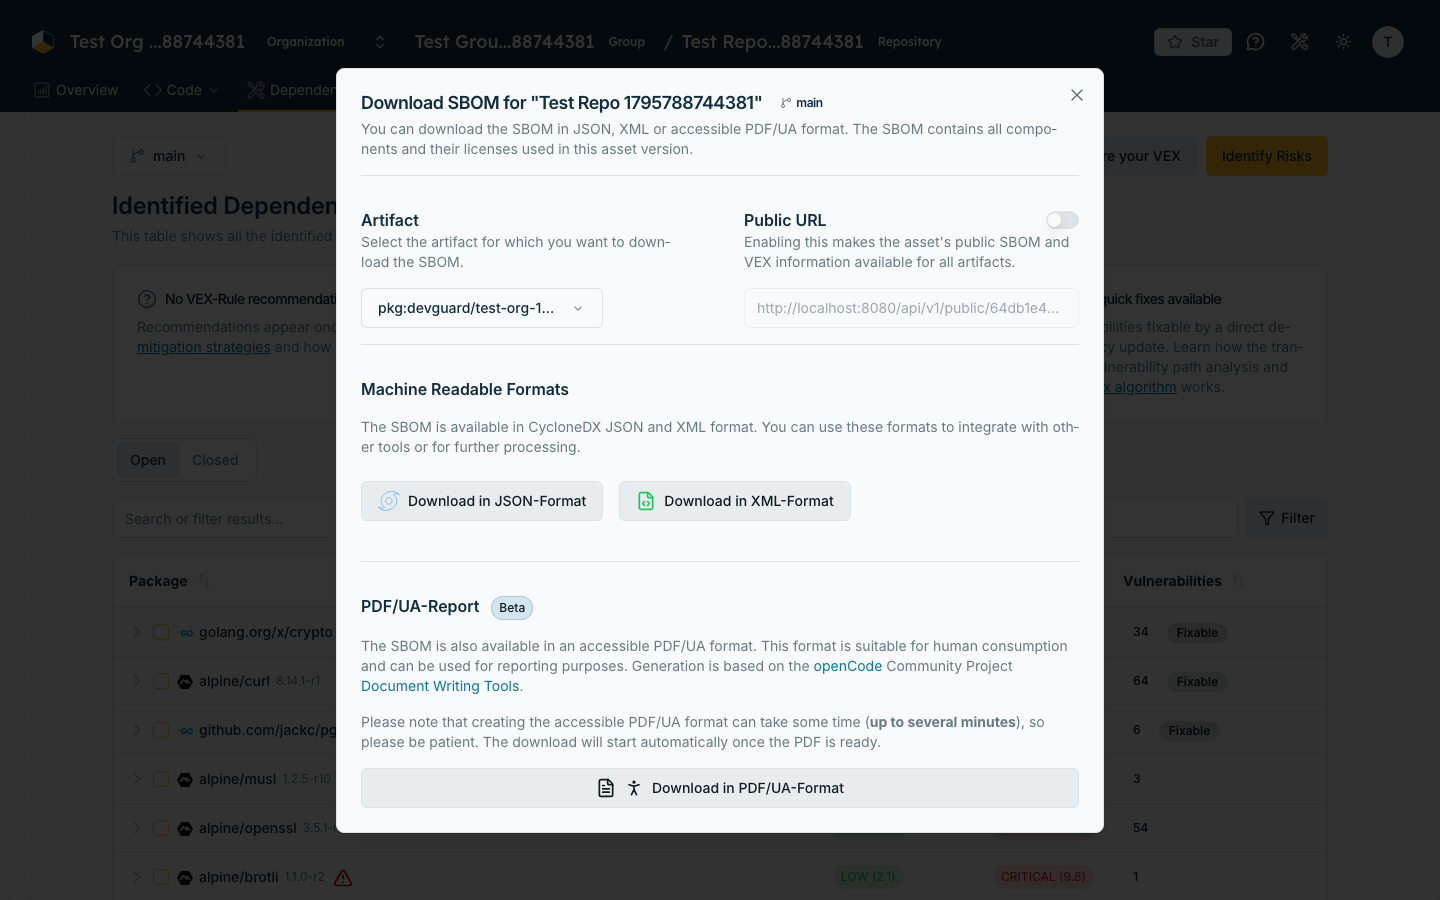 Test Org ...88744381 Organization Test Grou...88744381 Group / Test Repo...88744381 Repository Star T
Overview Code Dependen
Download SBOM for "Test Repo 1795788744381" main
You can download the SBOM in JSON, XML or accessible PDF/UA format. The SBOM contains all compo-
nents and their licenses used in this asset version.
main
re your VEX Identify Risks
Identified Dependen
This table shows all the identified
Artifact
Select the artifact for which you want to down-
load the SBOM.
pkg:devguard/test-org-1...
Public URL
Enabling this makes the asset's public SBOM and
VEX information available for all artifacts.
http://localhost:8080/api/v1/public/64db1e4...
No VEX-Rule recommendati
Recommendations appear onc
mitigation strategies and how
quick fixes available
bilities fixable by a direct de-
cy update. Learn how the tran-
lnerability path analysis and
x algorithm works.
Machine Readable Formats
The SBOM is available in CycloneDX JSON and XML format. You can use these formats to integrate with oth-
er tools or for further processing.
Download in JSON-Format Download in XML-Format
Open Closed
Search or filter results...
Filter
PDF/UA-Report Beta
The SBOM is also available in an accessible PDF/UA format. This format is suitable for human consumption
and can be used for reporting purposes. Generation is based on the openCode Community Project
Document Writing Tools.
Please note that creating the accessible PDF/UA format can take some time (up to several minutes), so
please be patient. The download will start automatically once the PDF is ready.
Download in PDF/UA-Format
Package Vulnerabilities
golang.org/x/crypto 34 Fixable
alpine/curl 8.14.1-r1 64 Fixable
github.com/jackc/pg 6 Fixable
alpine/musl 1.2.5-r10 3
alpine/openssl 3.5.1-r 54
alpine/brotli 1.1.0-r2 LOW (2.1) CRITICAL (9.8) 1